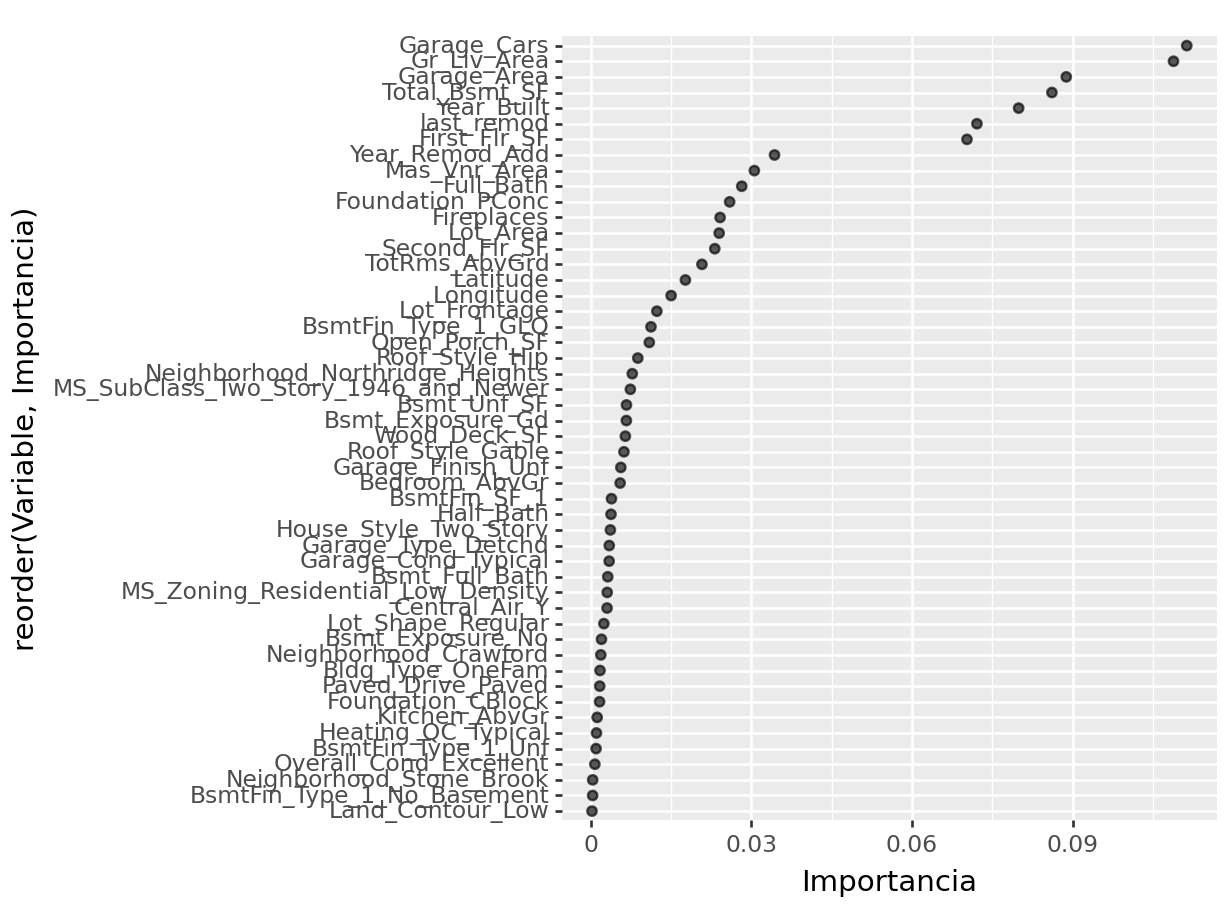 Garage_Cars
Gr_Liv_Area
Garage_Area
Total_Bsmt_SF
Year_Built
last_remod
First_Flr_SF
Year_Remod_Add
Mas_Vnr_Area
Full_Bath
Foundation_PConc
Fireplaces
Lot_Area
Second_Flr_SF
TotRms_AbvGrd
Latitude
Longitude
Lot_Frontage
BsmtFin_Type_1_GLQ
Open_Porch_SF
Roof_Style_Hip
Neighborhood_Northridge_Heights
MS_SubClass_Two_Story_1946_and_Newer
Bsmt_Unf_SF
Bsmt_Exposure_Gd
Wood_Deck_SF
Roof_Style_Gable
Garage_Finish_Unf
Bedroom_AbvGr
BsmtFin_SF_1
Half_Bath
House_Style_Two_Story
Garage_Type_Detchd
Garage_Cond_Typical
Bsmt_Full_Bath
MS_Zoning_Residential_Low_Density
Central_Air_Y
Lot_Shape_Regular
Bsmt_Exposure_No
Neighborhood_Crawford
Bldg_Type_OneFam
Paved_Drive_Paved
Foundation_CBlock
Kitchen_AbvGr
Heating_QC_Typical
BsmtFin_Type_1_Unf
Overall_Cond_Excellent
Neighborhood_Stone_Brook
BsmtFin_Type_1_No_Basement
Land_Contour_Low
reorder(Variable, Importancia)
0 0.03 0.06 0.09
Importancia